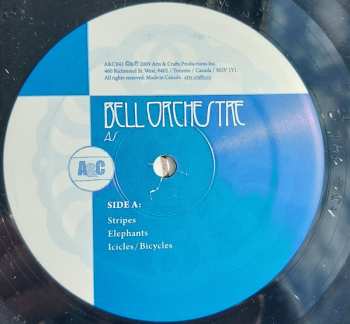 A&C041 ©&℗ 2009 Arts & Crafts Productions Inc.
460 Richmond St. West, #402 / Toronto / Canada / M5V 1Y1.
All rights reserved. Made in Canada.
BELL ORCHESTRE
AS
A&C
SIDE A:
Stripes
Elephants
Icicles/Bicycles